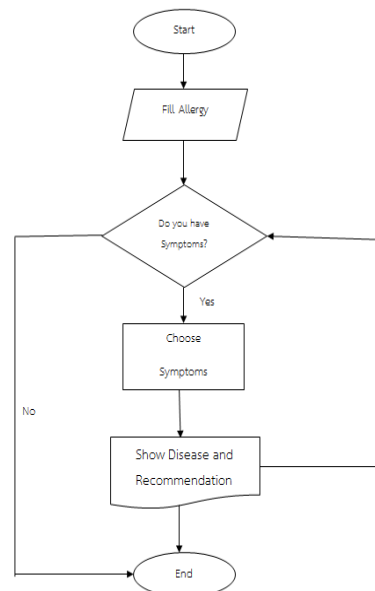 Start
Fill Allergy
Do you have
Symptoms?
Yes
Choose
Symptoms
No
Show Disease and
Recommendation
End